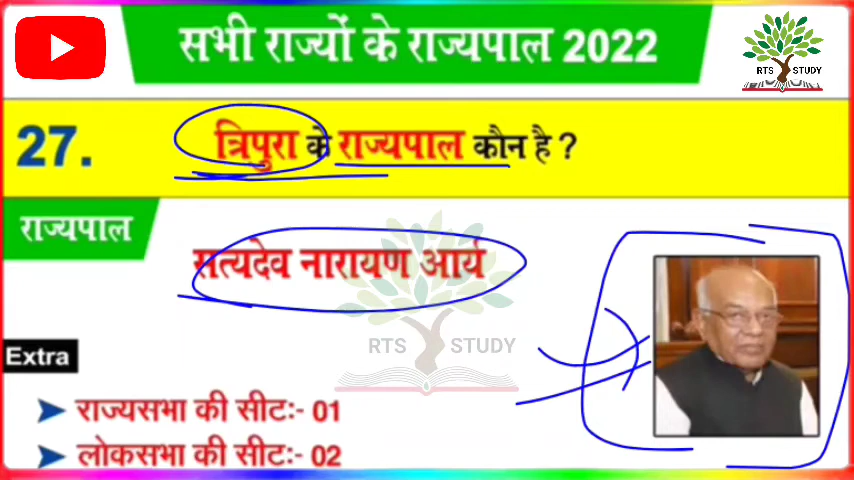 सभी राज्यों के राज्यपाल 2022
RTS STUDY
27. त्रिपुरा के राज्यपाल कौन है ?
राज्यपाल
सत्यदेव नारायण आर्य
RTS STUDY
Extra
➤ राज्यसभा की सीटः- 01
➤ लोकसभा की सीटः- 02